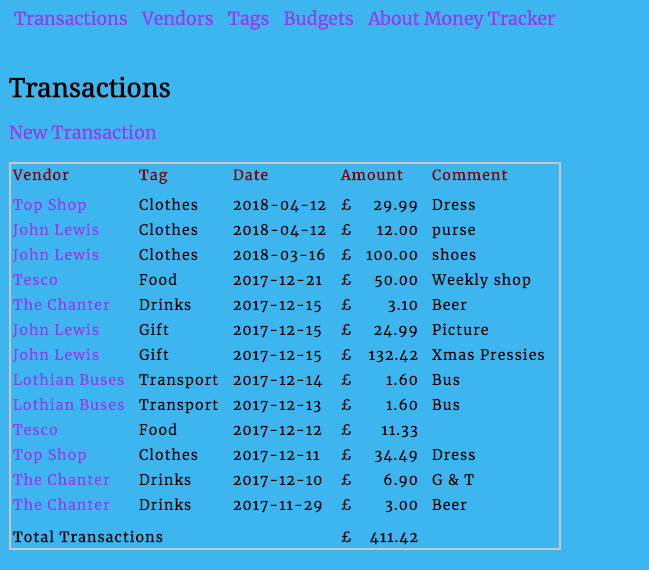 Transactions Vendors Tags Budgets About Money Tracker
Transactions
New Transaction
Vendor Tag Date Amount Comment
Top Shop Clothes 2018-04-12 £ 29.99 Dress
John Lewis Clothes 2018-04-12 £ 12.00 purse
John Lewis Clothes 2018-03-16 £ 100.00 shoes
Tesco Food 2017-12-21 £ 50.00 Weekly shop
The Chanter Drinks 2017-12-15 £ 3.10 Beer
John Lewis Gift 2017-12-15 £ 24.99 Picture
John Lewis Gift 2017-12-15 £ 132.42 Xmas Pressies
Lothian Buses Transport 2017-12-14 £ 1.60 Bus
Lothian Buses Transport 2017-12-13 £ 1.60 Bus
Tesco Food 2017-12-12 £ 11.33
Top Shop Clothes 2017-12-11 £ 34.49 Dress
The Chanter Drinks 2017-12-10 £ 6.90 G & T
The Chanter Drinks 2017-11-29 £ 3.00 Beer
Total Transactions £ 411.42